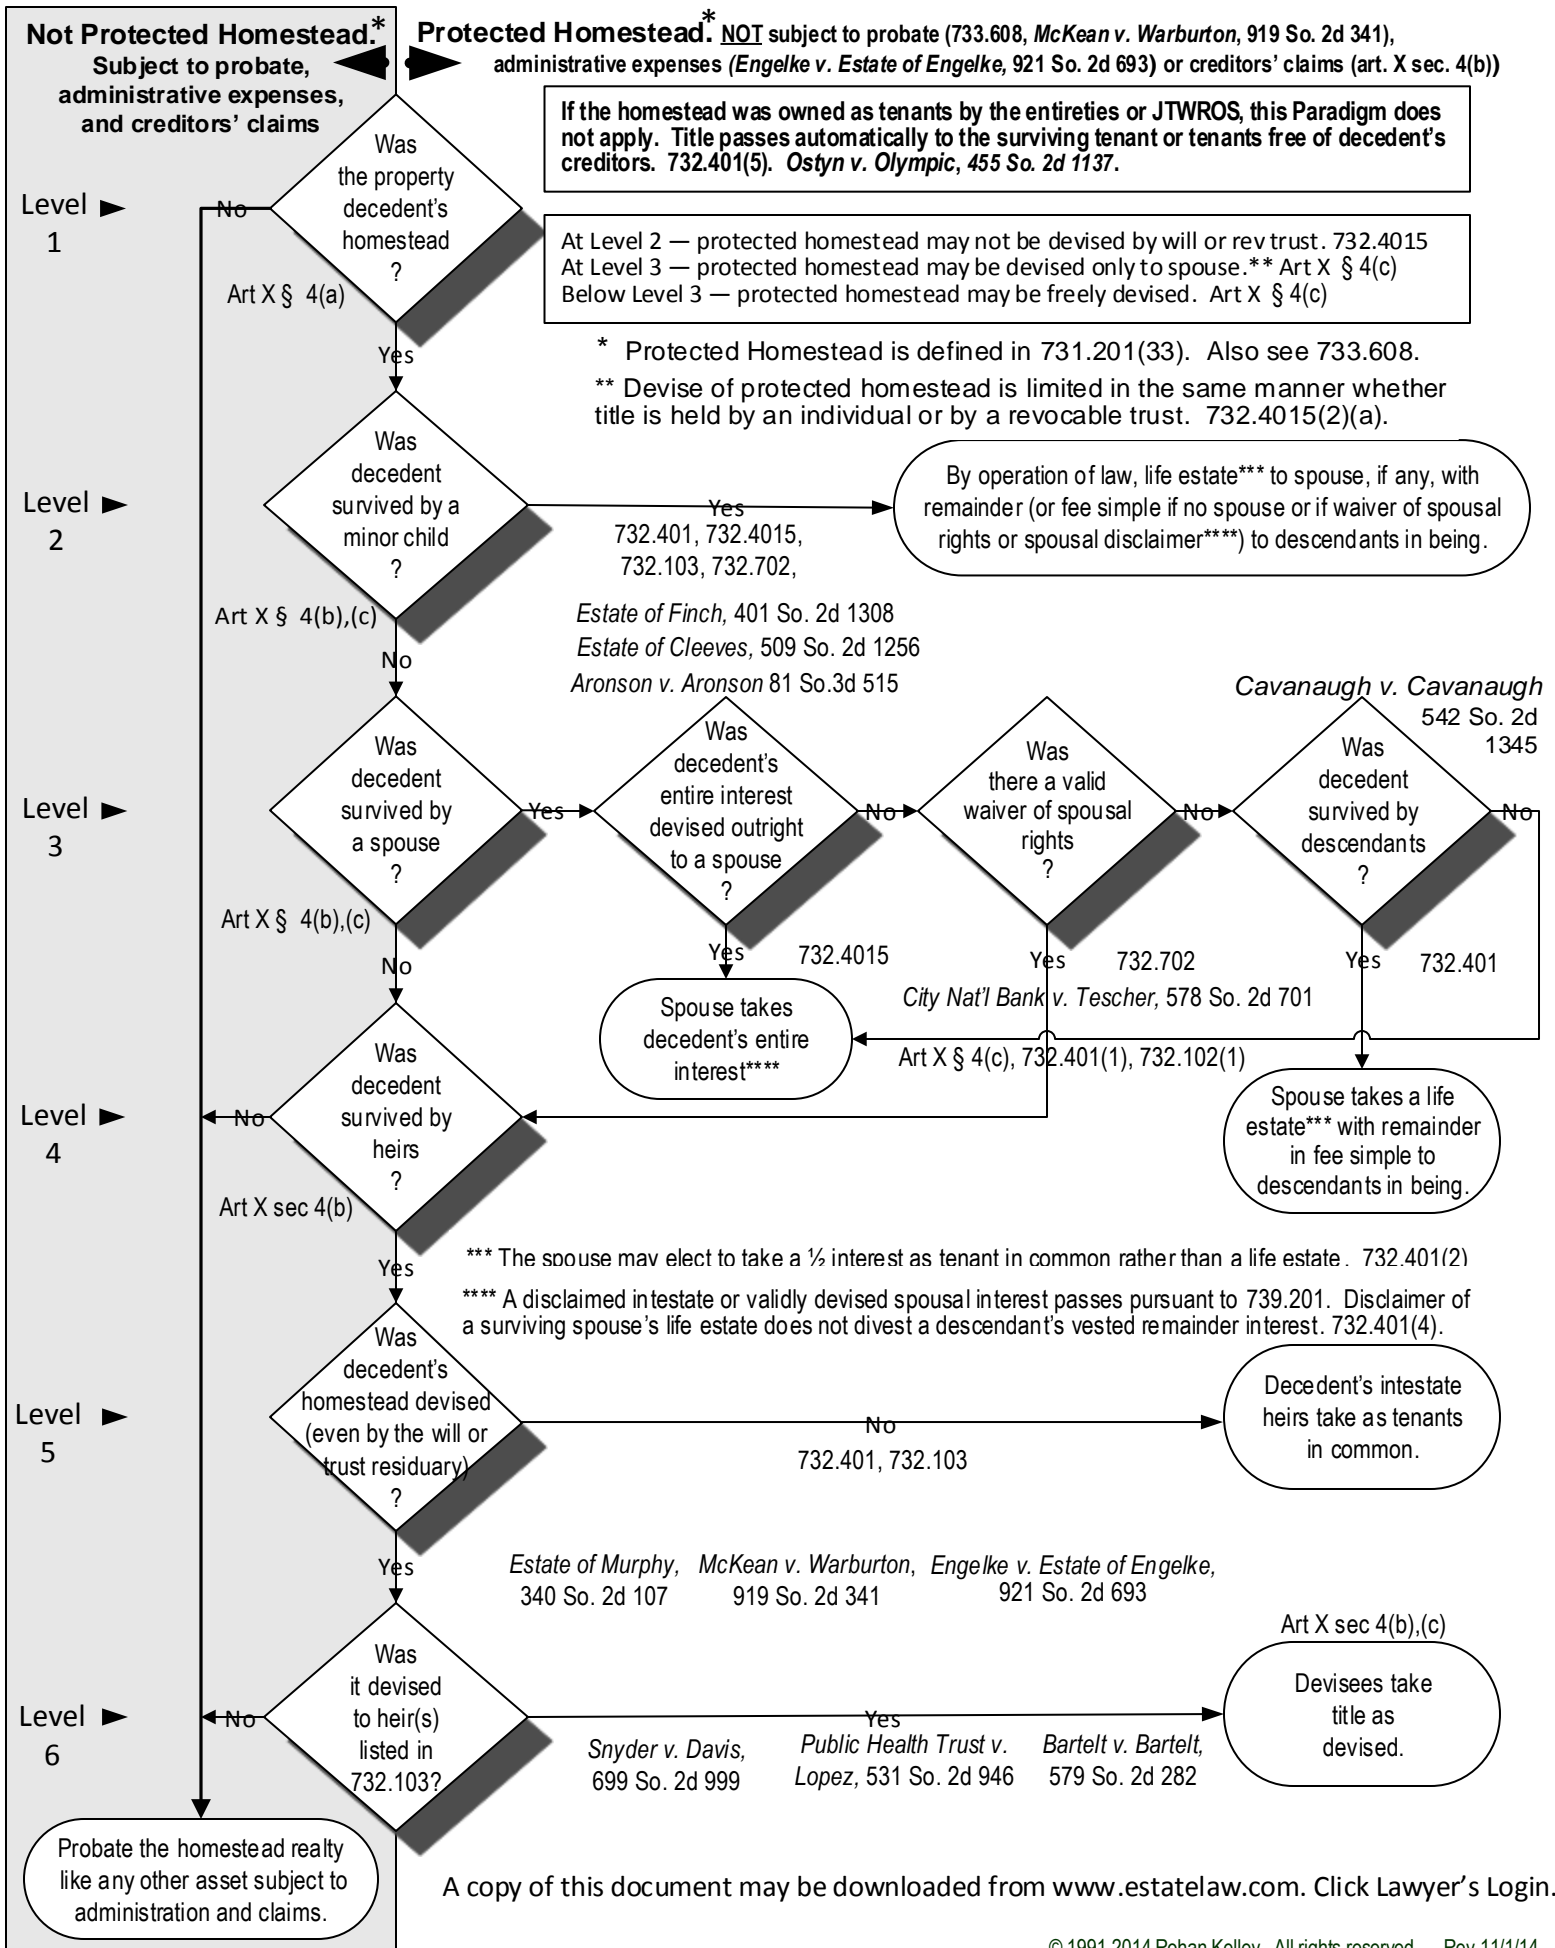 Not Protected Homestead.*
Subject to probate,
administrative expenses,
and creditors' claims
Protected Homestead.* NOT subject to probate (733.608, McKean v. Warburton, 919 So. 2d 341),
administrative expenses (Engelke v. Estate of Engelke, 921 So. 2d 693) or creditors' claims (art. X sec. 4(b))
If the homestead was owned as tenants by the entireties or JTWROS, this Paradigm does
not apply. Title passes automatically to the surviving tenant or tenants free of decedent's
creditors. 732.401(5). Ostyn v. Olympic, 455 So. 2d 1137.
Level
1
Was
the property
decedent's
homestead
?
No
Art X § 4(a)
Yes
At Level 2 — protected homestead may not be devised by will or rev trust. 732.4015
At Level 3 — protected homestead may be devised only to spouse.** Art X § 4(c)
Below Level 3 — protected homestead may be freely devised. Art X § 4(c)
* Protected Homestead is defined in 731.201(33). Also see 733.608.
** Devise of protected homestead is limited in the same manner whether
title is held by an individual or by a revocable trust. 732.4015(2)(a).
Level
2
Was
decedent
survived by a
minor child
?
Yes
732.401, 732.4015,
732.103, 732.702,
By operation of law, life estate*** to spouse, if any, with
remainder (or fee simple if no spouse or if waiver of spousal
rights or spousal disclaimer****) to descendants in being.
Art X § 4(b),(c)
No
Estate of Finch, 401 So. 2d 1308
Estate of Cleeves, 509 So. 2d 1256
Aronson v. Aronson 81 So.3d 515
Cavanaugh v. Cavanaugh
542 So. 2d
1345
Level
3
Was
decedent
survived by
a spouse
?
Yes
Was
decedent's
entire interest
devised outright
to a spouse
?
No
Was
there a valid
waiver of spousal
rights
?
No
Was
decedent
survived by
descendants
?
No
Art X § 4(b),(c)
No
Yes
732.4015
Yes
732.702
Yes
732.401
City Nat'l Bank v. Tescher, 578 So. 2d 701
Spouse takes
decedent's entire
interest****
Art X § 4(c), 732.401(1), 732.102(1)
Spouse takes a life
estate*** with remainder
in fee simple to
descendants in being.
Level
4
Was
decedent
survived by
heirs
?
No
Art X sec 4(b)
Yes
*** The spouse may elect to take a ½ interest as tenant in common rather than a life estate. 732.401(2)
**** A disclaimed intestate or validly devised spousal interest passes pursuant to 739.201. Disclaimer of
a surviving spouse's life estate does not divest a descendant's vested remainder interest. 732.401(4).
Level
5
Was
decedent's
homestead devised
(even by the will or
trust residuary)
?
No
732.401, 732.103
Decedent's intestate
heirs take as tenants
in common.
Yes
Estate of Murphy,
340 So. 2d 107
McKean v. Warburton,
919 So. 2d 341
Engelke v. Estate of Engelke,
921 So. 2d 693
Art X sec 4(b),(c)
Level
6
Was
it devised
to heir(s)
listed in
732.103?
No
Yes
Snyder v. Davis,
699 So. 2d 999
Public Health Trust v.
Lopez, 531 So. 2d 946
Bartelt v. Bartelt,
579 So. 2d 282
Devisees take
title as
devised.
Probate the homestead realty
like any other asset subject to
administration and claims.
A copy of this document may be downloaded from www.estatelaw.com. Click Lawyer's Login.
© 1991 2014 Rohan Kelley All rights reserved Rev 11/1/14